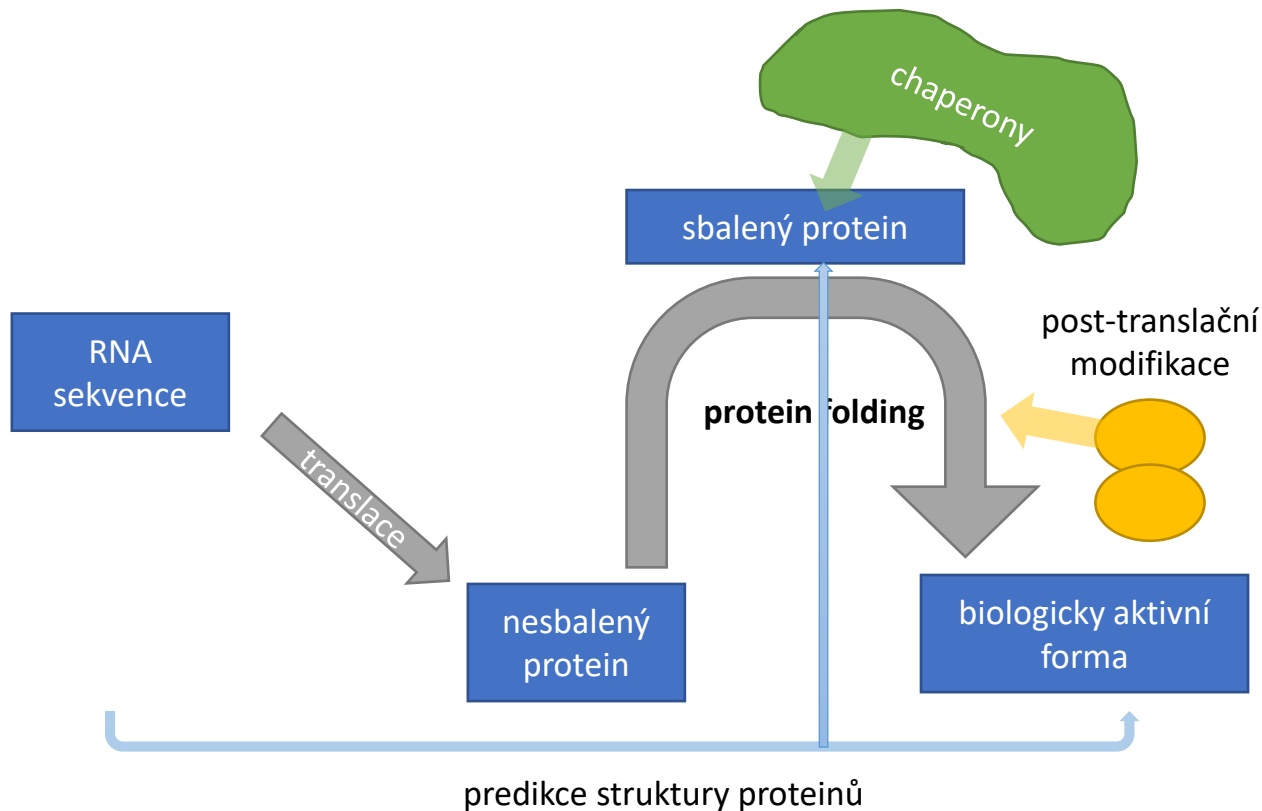 chaperony
sbalený protein
RNA
sekvence
post-translační
modifikace
protein folding
translace
nesbalený
protein
biologicky aktivní
forma
predikce struktury proteinů